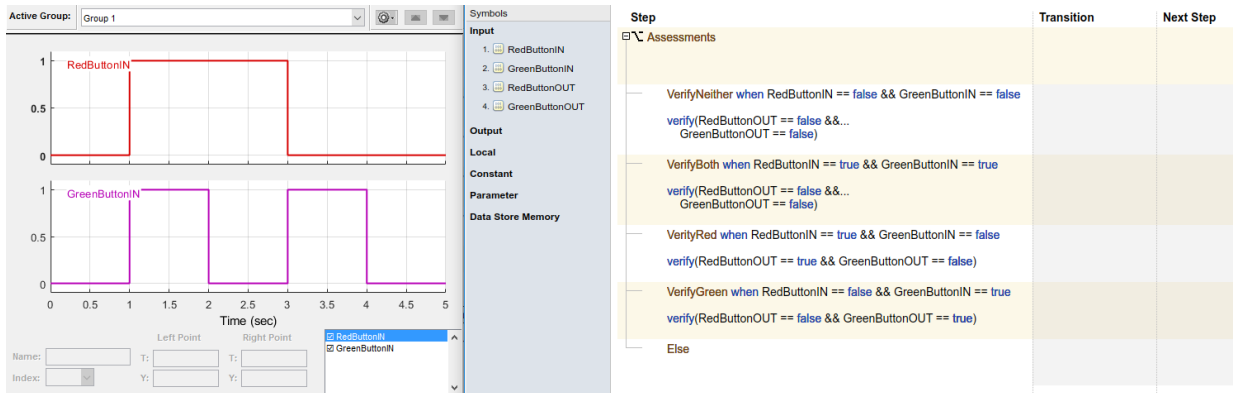 Active Group: Group 1
1
RedButtonIN
0.5
0
1
GreenButtonIN
0.5
0
0 0.5 1 1.5 2 2.5 3 3.5 4 4.5 5
Time (sec)
Left Point Right Point
Name: T: T:
Index: Y: Y:
RedButtonIN
GreenButtonIN
Symbols
Input
1. RedButtonIN
2. GreenButtonIN
3. RedButtonOUT
4. GreenButtonOUT
Output
Local
Constant
Parameter
Data Store Memory
Step Transition Next Step
Assessments
VerifyNeither when RedButtonIN == false && GreenButtonIN == false
verify(RedButtonOUT == false &&...
GreenButtonOUT == false)
VerifyBoth when RedButtonIN == true && GreenButtonIN == true
verify(RedButtonOUT == false &&...
GreenButtonOUT == false)
VerityRed when RedButtonIN == true && GreenButtonIN == false
verify(RedButtonOUT == true && GreenButtonOUT == false)
VerifyGreen when RedButtonIN == false && GreenButtonIN == true
verify(RedButtonOUT == false && GreenButtonOUT == true)
Else